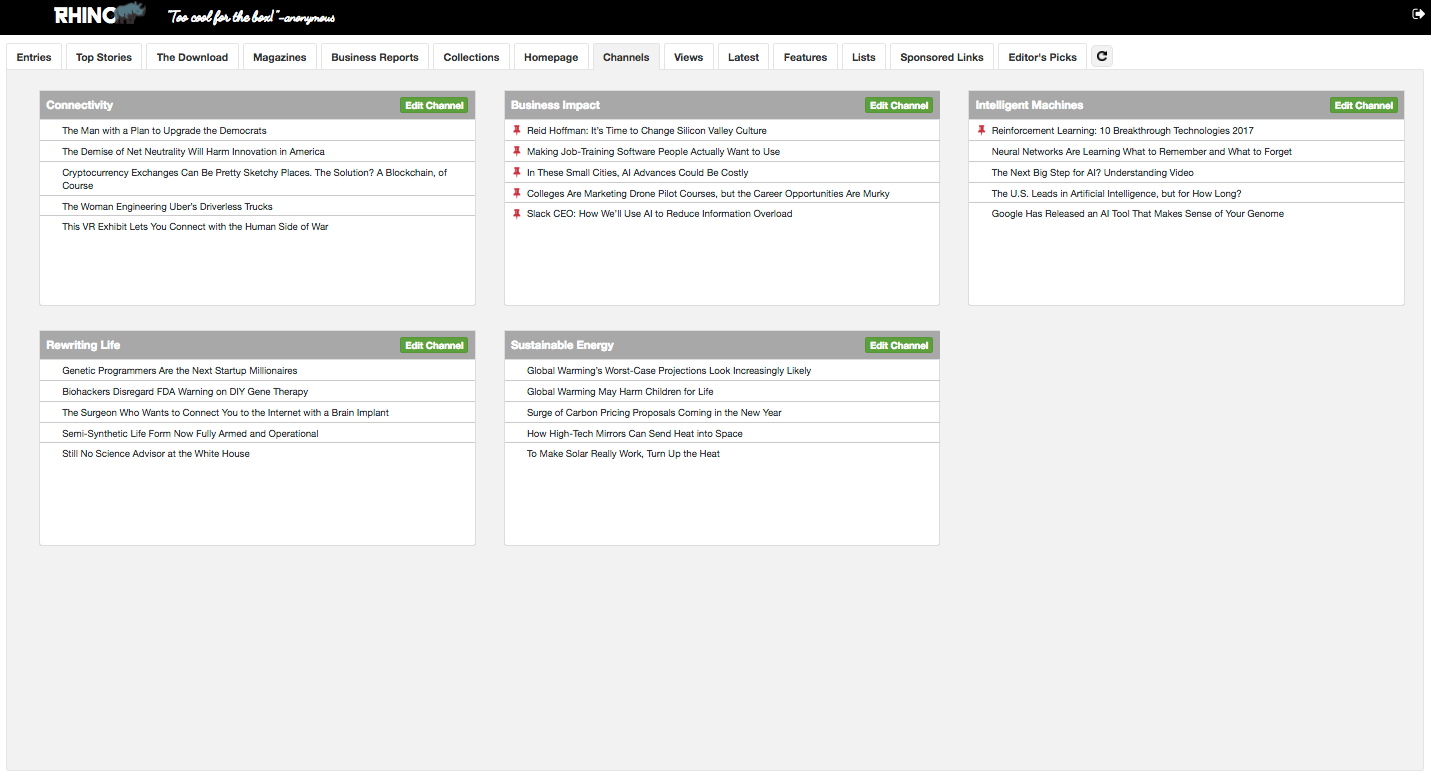 RHINO
"Too cool for the box!" -anonymous
Entries
Top Stories
The Download
Magazines
Business Reports
Collections
Homepage
Channels
Views
Latest
Features
Lists
Sponsored Links
Editor's Picks
Connectivity
Edit Channel
The Man with a Plan to Upgrade the Democrats
The Demise of Net Neutrality Will Harm Innovation in America
Cryptocurrency Exchanges Can Be Pretty Sketchy Places. The Solution? A Blockchain, of
Course
The Woman Engineering Uber's Driverless Trucks
This VR Exhibit Lets You Connect with the Human Side of War
Business Impact
Edit Channel
Reid Hoffman: It's Time to Change Silicon Valley Culture
Making Job-Training Software People Actually Want to Use
In These Small Cities, AI Advances Could Be Costly
Colleges Are Marketing Drone Pilot Courses, but the Career Opportunities Are Murky
Slack CEO: How We'll Use AI to Reduce Information Overload
Intelligent Machines
Edit Channel
Reinforcement Learning: 10 Breakthrough Technologies 2017
Neural Networks Are Learning What to Remember and What to Forget
The Next Big Step for AI? Understanding Video
The U.S. Leads in Artificial Intelligence, but for How Long?
Google Has Released an AI Tool That Makes Sense of Your Genome
Rewriting Life
Edit Channel
Genetic Programmers Are the Next Startup Millionaires
Biohackers Disregard FDA Warning on DIY Gene Therapy
The Surgeon Who Wants to Connect You to the Internet with a Brain Implant
Semi-Synthetic Life Form Now Fully Armed and Operational
Still No Science Advisor at the White House
Sustainable Energy
Edit Channel
Global Warming's Worst-Case Projections Look Increasingly Likely
Global Warming May Harm Children for Life
Surge of Carbon Pricing Proposals Coming in the New Year
How High-Tech Mirrors Can Send Heat into Space
To Make Solar Really Work, Turn Up the Heat